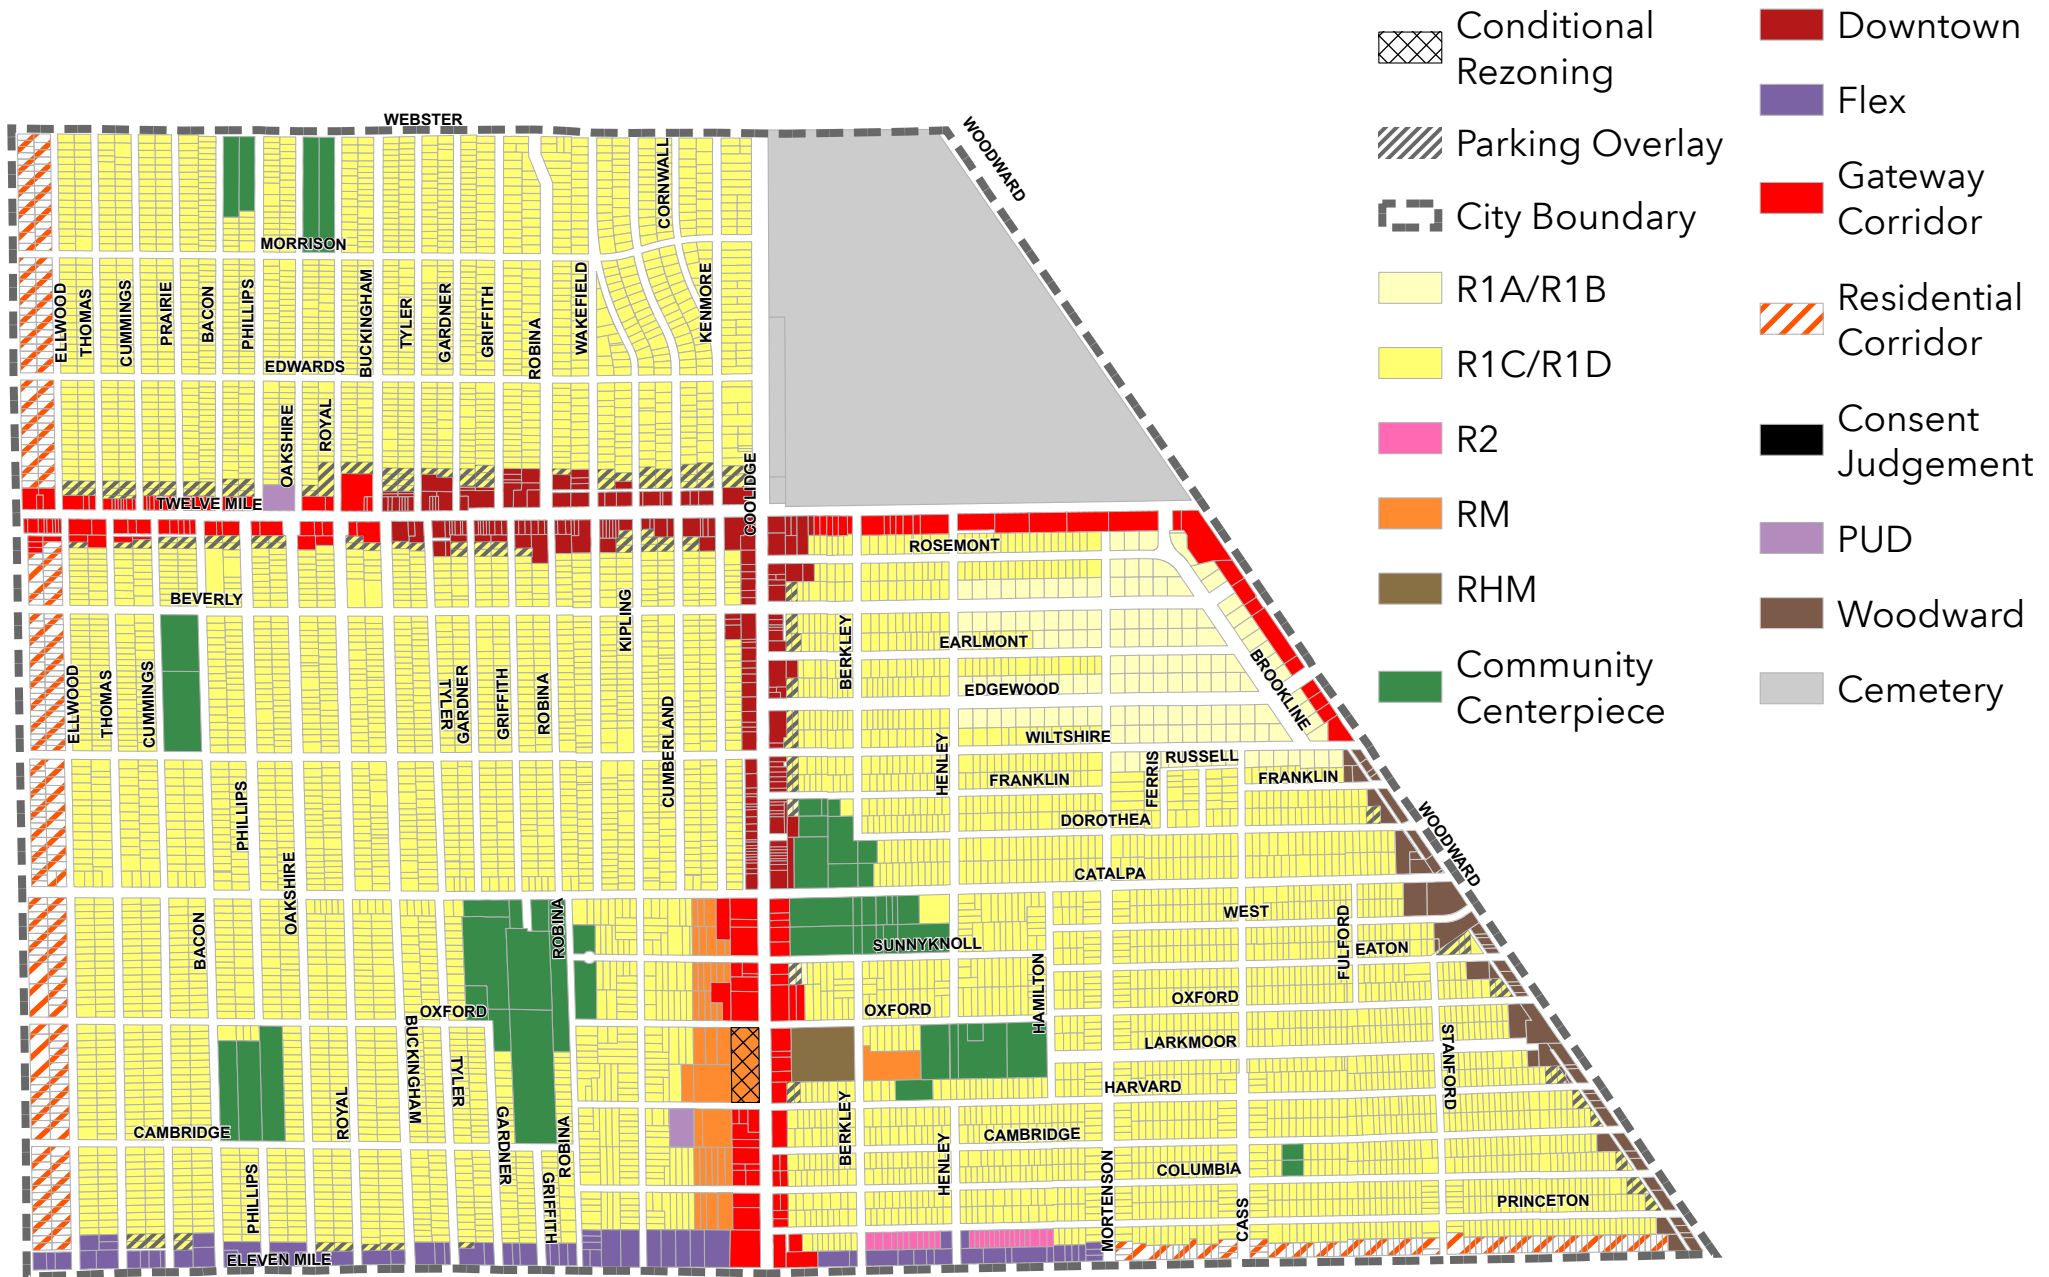 Conditional
Rezoning
Parking Overlay
City Boundary
R1A/R1B
R1C/R1D
R2
RM
RHM
Community
Centerpiece
Downtown
Flex
Gateway
Corridor
Residential
Corridor
Consent
Judgement
PUD
Woodward
Cemetery
WEBSTER
WOODWARD
CORNWALL
MORRISON
ELLWOOD
THOMAS
CUMMINGS
PRAIRIE
BACON
PHILLIPS
BUCKINGHAM
TYLER
GARDNER
GRIFFITH
ROBINA
WAKEFIELD
KENMORE
EDWARDS
OAKSHIRE
ROYAL
COOLIDGE
TWELVE MILE
ROSEMONT
BEVERLY
KIPLING
BERKLEY
EARLMONT
ELLWOOD
THOMAS
CUMMINGS
TYLER
GARDNER
GRIFFITH
ROBINA
CUMBERLAND
EDGEWOOD
BROOKLINE
HENLEY
WILTSHIRE
FERRIS
RUSSELL
FRANKLIN
FRANKLIN
PHILLIPS
DOROTHEA
WOODWARD
OAKSHIRE
CATALPA
BACON
ROBINA
WEST
FULFORD
SUNNYKNOLL
EATON
HAMILTON
OXFORD
OXFORD
OXFORD
BUCKINGHAM
TYLER
LARKMOOR
STANFORD
ROYAL
HARVARD
GARDNER
ROBINA
BERKLEY
CAMBRIDGE
CAMBRIDGE
HENLEY
PHILLIPS
GRIFFITH
MORTENSON
COLUMBIA
CASS
PRINCETON
ELEVEN MILE